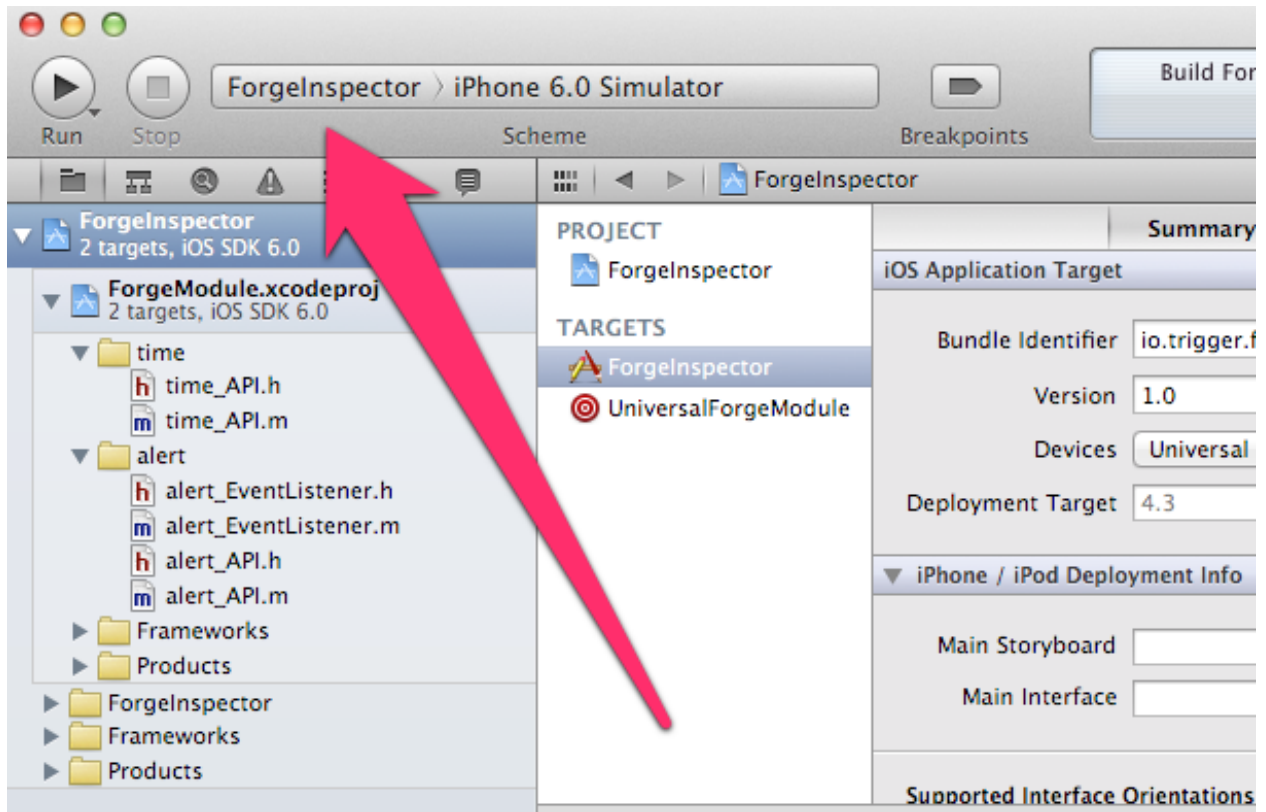 ForgeInspector 〉 iPhone 6.0 Simulator
Build For
Run
Stop
Scheme
Breakpoints
ForgeInspector
ForgeInspector
2 targets, iOS SDK 6.0
ForgeModule.xcodeproj
2 targets, iOS SDK 6.0
time
h time_API.h
m time_API.m
alert
h alert_EventListener.h
m alert_EventListener.m
h alert_API.h
m alert_API.m
Frameworks
Products
ForgeInspector
Frameworks
Products
PROJECT
ForgeInspector
TARGETS
ForgeInspector
UniversalForgeModule
Summary
iOS Application Target
Bundle Identifier io.trigger.f
Version 1.0
Devices Universal
Deployment Target 4.3
iPhone / iPod Deployment Info
Main Storyboard
Main Interface
Supported Interface Orientations